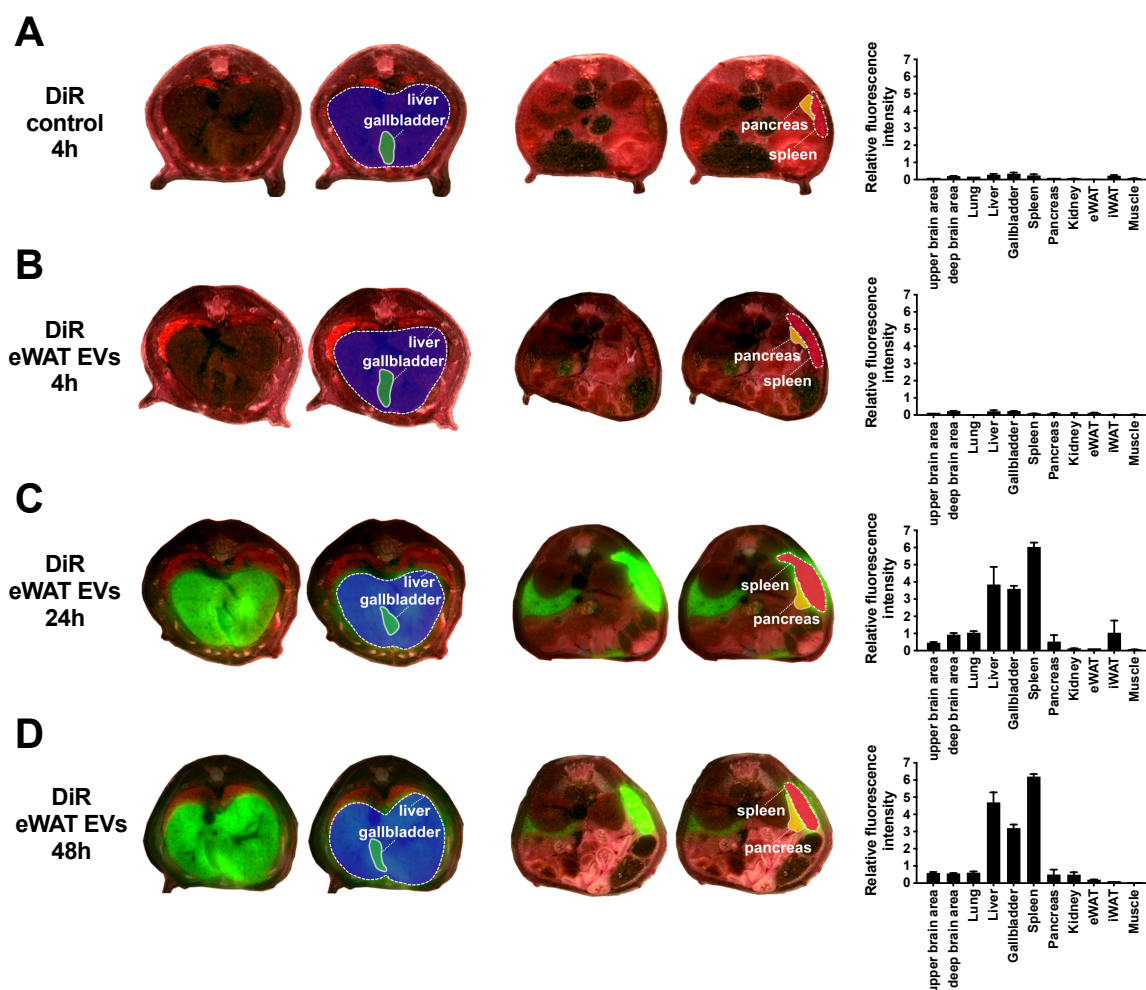 A
DiR
control
4h
liver
gallbladder
pancreas
spleen
Relative fluorescence
intensity
7
6
5
4
3
2
1
0
upper brain area
deep brain area
Lung
Liver
Gallbladder
Spleen
Pancreas
Kidney
eWAT
iWAT
Muscle
B
DiR
eWAT EVs
4h
liver
gallbladder
pancreas
spleen
Relative fluorescence
intensity
7
6
5
4
3
2
1
0
upper brain area
deep brain area
Lung
Liver
Gallbladder
Spleen
Pancreas
Kidney
eWAT
iWAT
Muscle
C
DiR
eWAT EVs
24h
liver
gallbladder
spleen
pancreas
Relative fluorescence
intensity
7
6
5
4
3
2
1
0
upper brain area
deep brain area
Lung
Liver
Gallbladder
Spleen
Pancreas
Kidney
eWAT
iWAT
Muscle
D
DiR
eWAT EVs
48h
liver
gallbladder
spleen
pancreas
Relative fluorescence
intensity
7
6
5
4
3
2
1
0
upper brain area
deep brain area
Lung
Liver
Gallbladder
Spleen
Pancreas
Kidney
eWAT
iWAT
Muscle